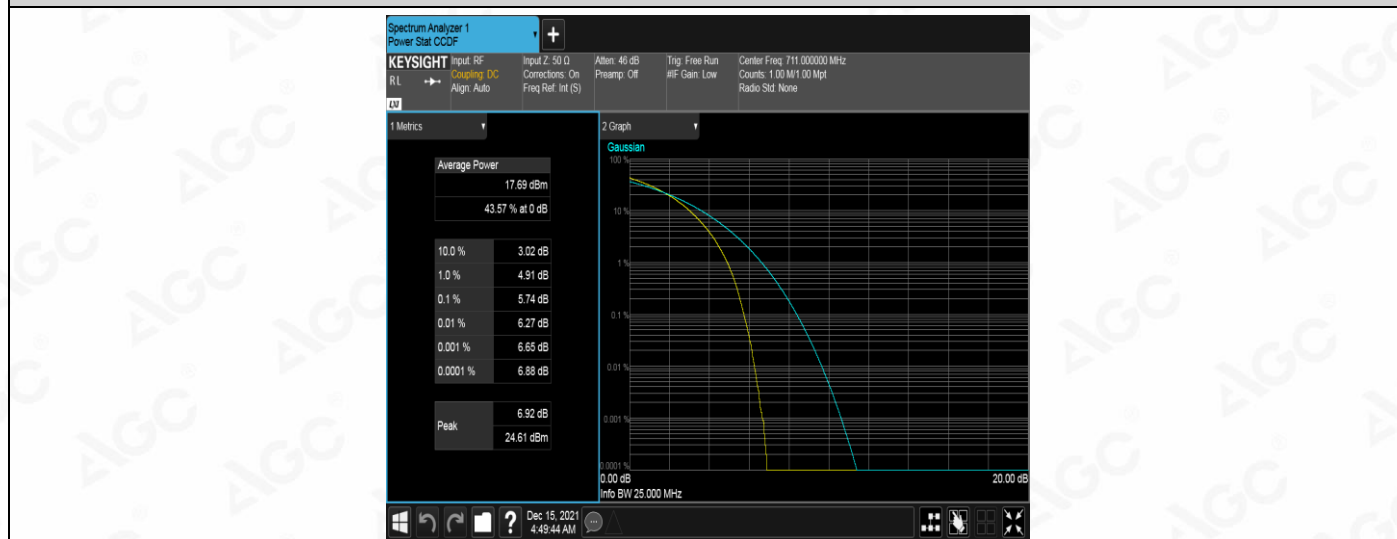 Spectrum Analyzer 1
Power Stat CCDF
+
KEYSIGHT
RL
LXI
Input: RF
Coupling: DC
Align: Auto
Input Z: 50 Ω
Corrections: On
Freq Ref: Int (S)
Atten: 46 dB
Preamp: Off
Trig: Free Run
#IF Gain: Low
Center Freq: 711.000000 MHz
Counts: 1.00 M/1.00 Mpt
Radio Std: None
1 Metrics
Average Power
17.69 dBm
43.57 % at 0 dB
10.0 % 3.02 dB
1.0 % 4.91 dB
0.1 % 5.74 dB
0.01 % 6.27 dB
0.001 % 6.65 dB
0.0001 % 6.88 dB
Peak
6.92 dB
24.61 dBm
2 Graph
Gaussian
100 %
10 %
1 %
0.1 %
0.01 %
0.001 %
0.0001 %
0.00 dB 20.00 dB
Info BW 25.000 MHz
?
Dec 15, 2021
4:49:44 AM
AGC